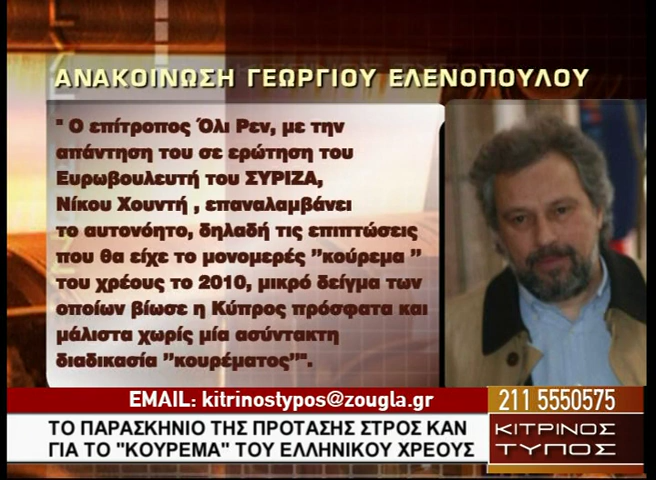 ΑΝΑΚΟΙΝΩΣΗ ΓΕΩΡΓΙΟΥ ΕΛΕΝΟΠΟΥΛΟΥ
" Ο επίτροπος Όλι Ρεν, με την
απάντηση του σε ερώτηση του
Ευρωβουλευτή του ΣΥΡΙΖΑ,
Νίκου Χουντή , επαναλαμβάνει
το αυτονόητο, δηλαδή τις επιπτώσεις
που θα είχε το μονομερές ’’κούρεμα ’’
του χρέους το 2010, μικρό δείγμα των
οποίων βίωσε η Κύπρος πρόσφατα και
μάλιστα χωρίς μία ασύντακτη
διαδικασία ’’κουρέματος’’".
EMAIL: kitrinostypos@zougla.gr
211 5550575
ΤΟ ΠΑΡΑΣΚΗΝΙΟ ΤΗΣ ΠΡΟΤΑΣΗΣ ΣΤΡΟΣ ΚΑΝ
ΓΙΑ ΤΟ "ΚΟΥΡΕΜΑ" ΤΟΥ ΕΛΛΗΝΙΚΟΥ ΧΡΕΟΥΣ
ΚΙΤΡΙΝΟΣ
ΤΥΠΟΣ